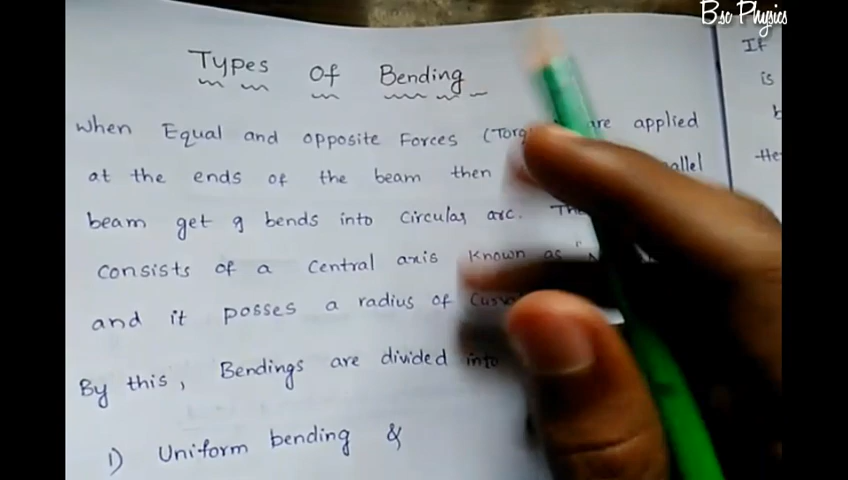 Bsc Physics
Types Of Bending
When Equal and opposite Forces (Torq are applied
at the ends of the beam then allel
beam get g bends into Circular arc. The
consists of a central axis Known as "N
and it posses a radius of
By this, Bendings are divided into
1) Uniform bending &
If
is
b
He